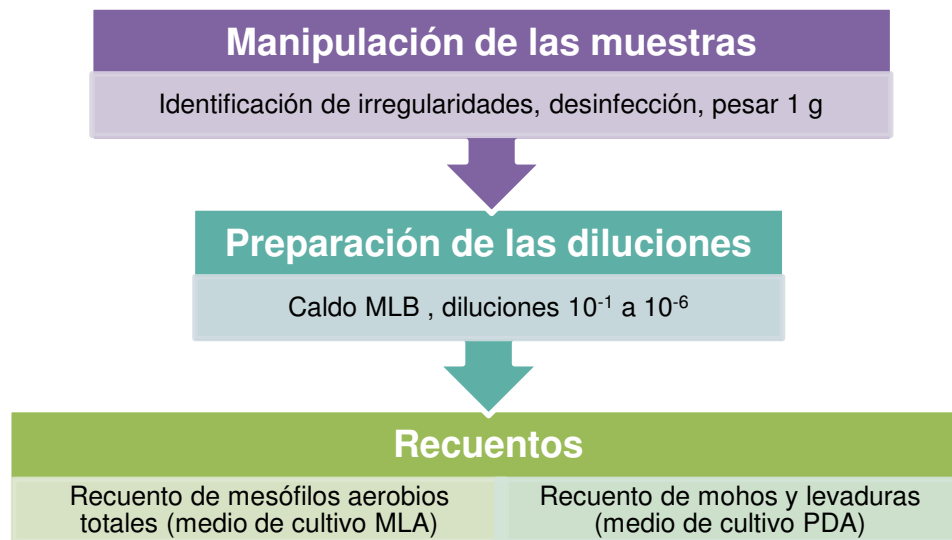 Manipulación de las muestras
Identificación de irregularidades, desinfección, pesar 1 g
Preparación de las diluciones
Caldo MLB , diluciones 10⁻¹ a 10⁻⁶
Recuentos
Recuento de mesófilos aerobios
totales (medio de cultivo MLA)
Recuento de mohos y levaduras
(medio de cultivo PDA)